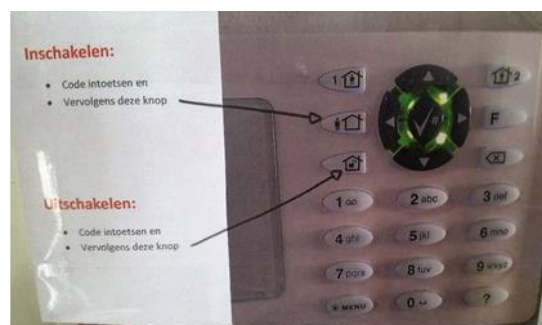 Inschakelen:
Code intoetsen en
Vervolgens deze knop
Uitschakelen:
Code intoetsen en
Vervolgens deze knop
1 2
#
F
1 2 abc 3 def
4 ghi 5 jkl 6 mno
7 pqrs 8 tuv 9 wxyz
* MENU 0 ?